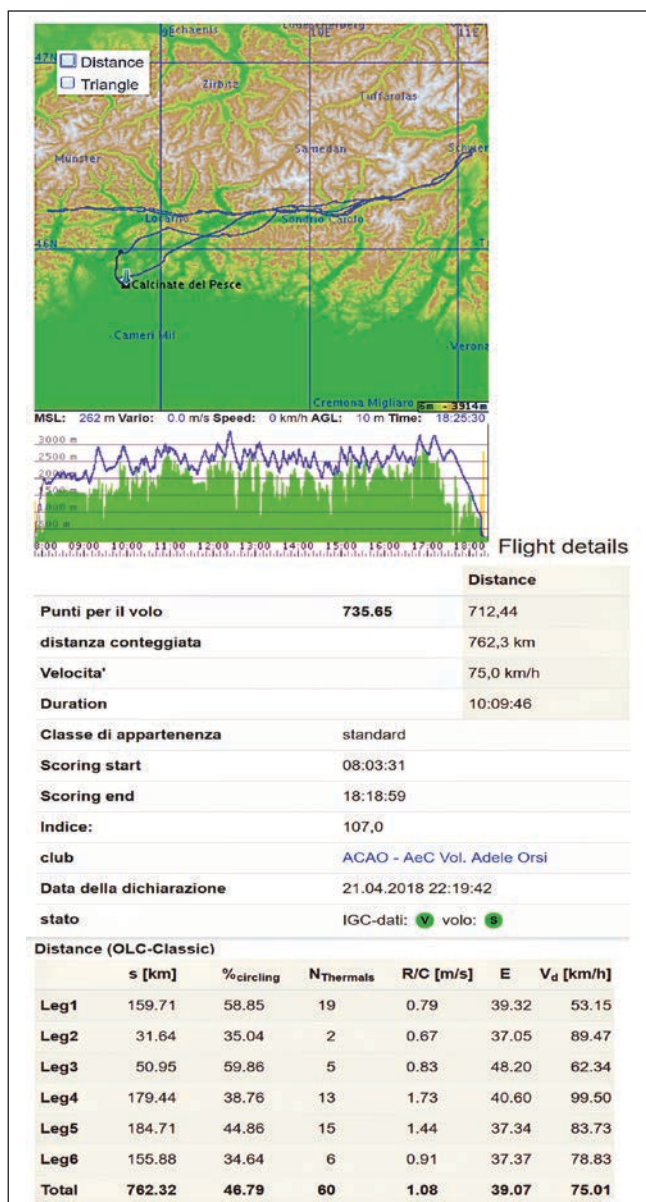 9E Schaenis
10E
11E
47N
Distance
Triangle
Zirbitz
Tuffarolas
Munster
Samedan
Locarno
Sondrio Caiolo
46N
Calcinate del Pesce
Cameri Mil
Verona
Cremona Migliaro 6m - 3914m
MSL: 262 m Vario: 0.0 m/s Speed: 0 km/h AGL: 10 m Time: 18:25:30
3000 m
2500 m
2000 m
1500 m
1000 m
500 m
8:00 09:00 10:00 11:00 12:00 13:00 14:00 15:00 16:00 17:00 18:00
Flight details
Distance
Punti per il volo 735.65 712,44
distanza conteggiata 762,3 km
Velocita' 75,0 km/h
Duration 10:09:46
Classe di appartenenza standard
Scoring start 08:03:31
Scoring end 18:18:59
Indice: 107,0
club ACAO - AeC Vol. Adele Orsi
Data della dichiarazione 21.04.2018 22:19:42
stato IGC-dati: V volo: S
Distance (OLC-Classic)
s [km] %circling NThermals R/C [m/s] E Vd [km/h]
Leg1 159.71 58.85 19 0.79 39.32 53.15
Leg2 31.64 35.04 2 0.67 37.05 89.47
Leg3 50.95 59.86 5 0.83 48.20 62.34
Leg4 179.44 38.76 13 1.73 40.60 99.50
Leg5 184.71 44.86 15 1.44 37.34 83.73
Leg6 155.88 34.64 6 0.91 37.37 78.83
Total 762.32 46.79 60 1.08 39.07 75.01